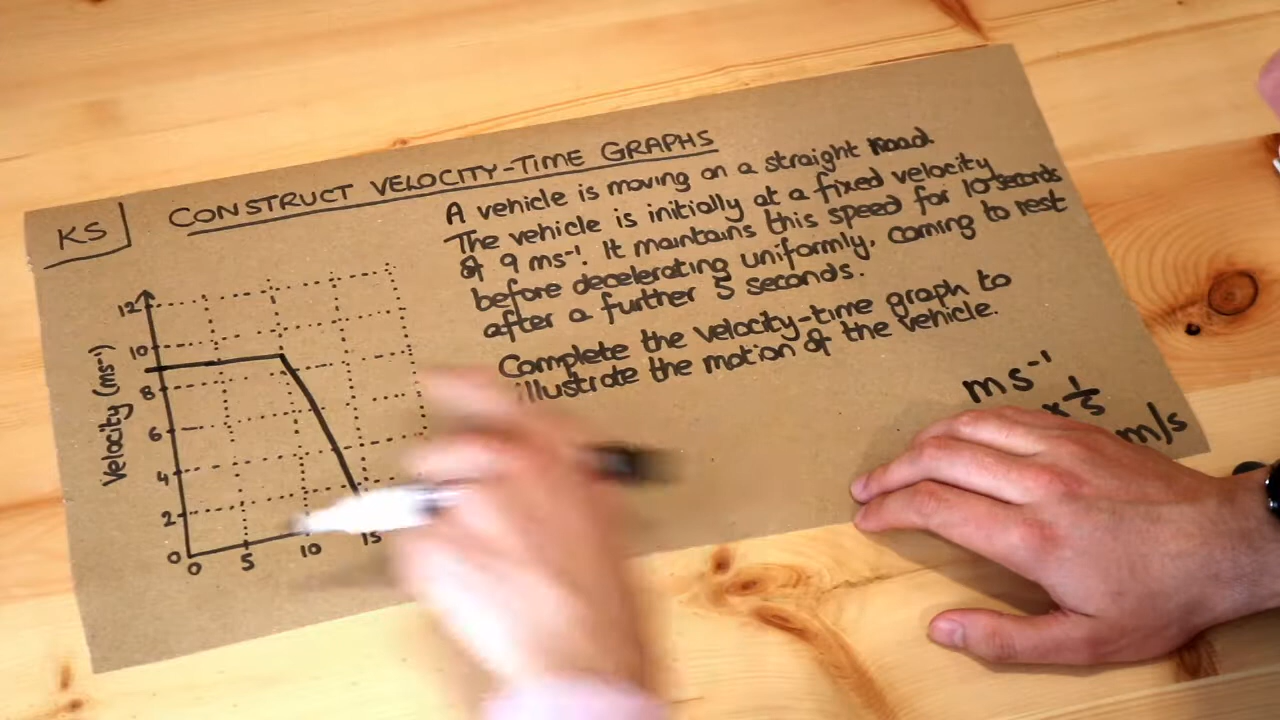 KS
CONSTRUCT VELOCITY-TIME GRAPHS
A vehicle is moving on a straight road.
The vehicle is initially at a fixed velocity
of 9 ms⁻¹. It maintains this speed for 10 seconds
before decelerating uniformly, coming to rest
after a further 5 seconds.
Complete the velocity-time graph to
illustrate the motion of the vehicle.
ms⁻¹
× 1/s
m/s
Velocity (ms⁻¹)
12
10
8
6
4
2
0
0 5 10 15